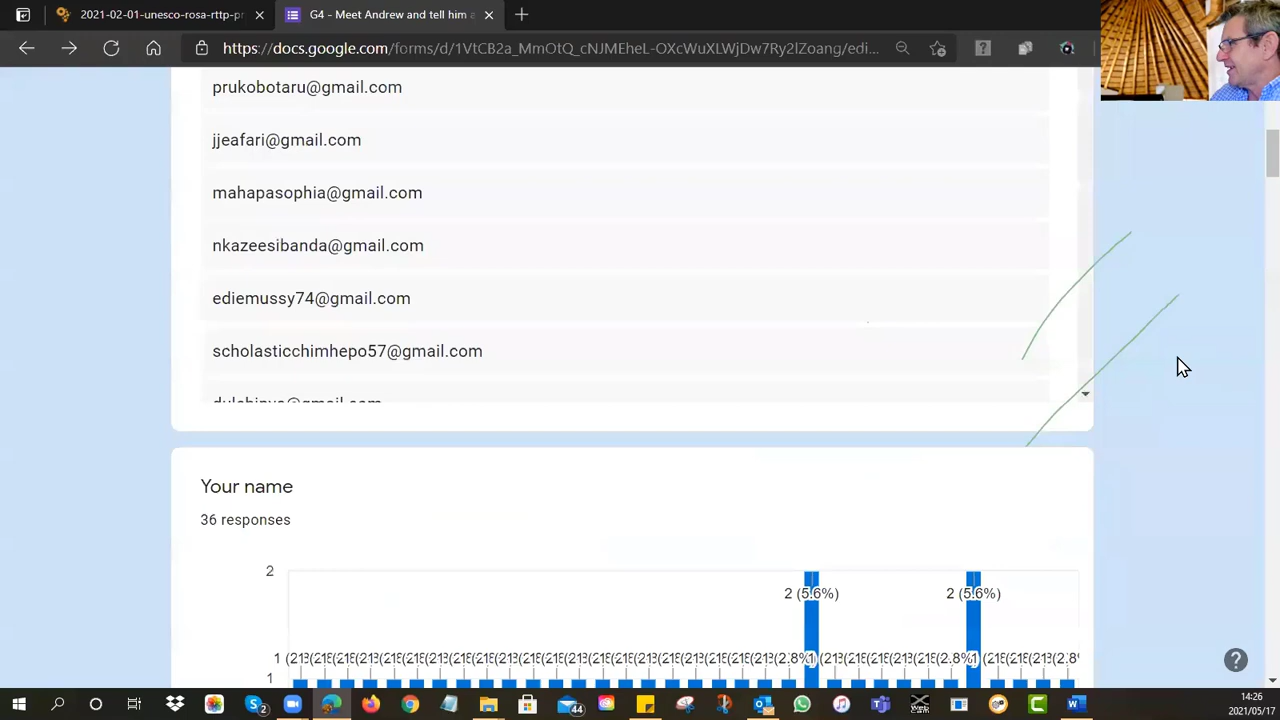 2021-02-01-unesco-rosa-rttp-pr
G4 - Meet Andrew and tell him a
https://docs.google.com/forms/d/1VtCB2a_MmOtQ_cNJMEheL-OXcWuXLWjDw7Ry2lZoang/edi...
prukobotaru@gmail.com
jjeafari@gmail.com
mahapasophia@gmail.com
nkazeesibanda@gmail.com
ediemussy74@gmail.com
scholasticchimhepo57@gmail.com
Your name
36 responses
2
2 (5.6%)
2 (5.6%)
1
1
44
14:26
2021/05/17